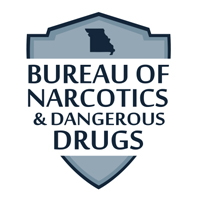 BUREAU OF
NARCOTICS
& DANGEROUS
DRUGS